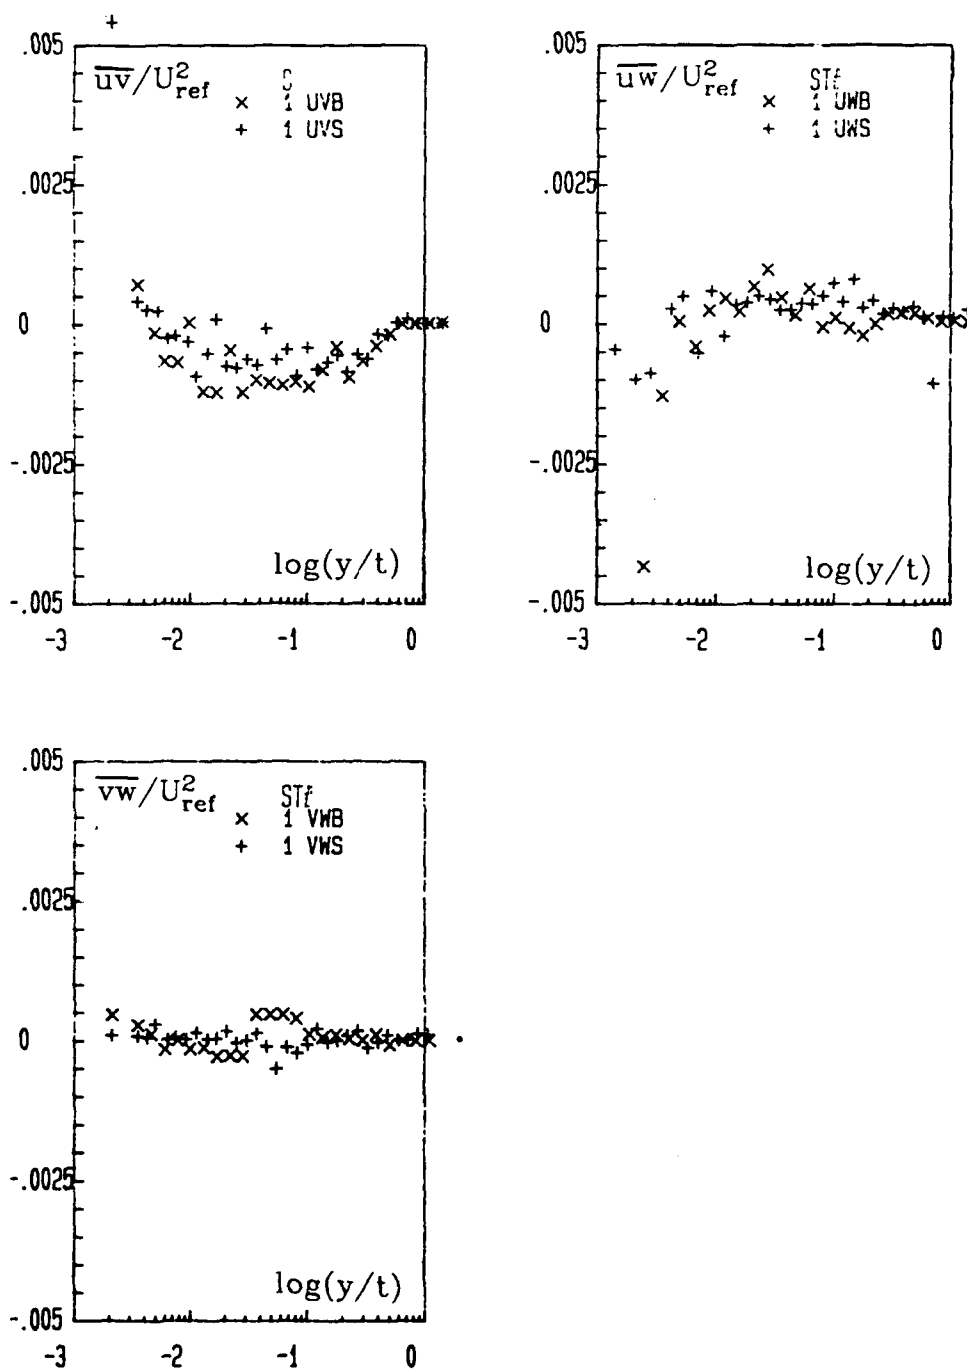 .005
uv/U²ref
1 UVB
1 UVS
.0025
0
-.0025
log(y/t)
-.005
-3 -2 -1 0
.005
uw/U²ref
1 UWB
1 UWS
.0025
0
-.0025
log(y/t)
-.005
-3 -2 -1 0
.005
vw/U²ref
1 VWB
1 VWS
.0025
0
-.0025
log(y/t)
-.005
-3 -2 -1 0